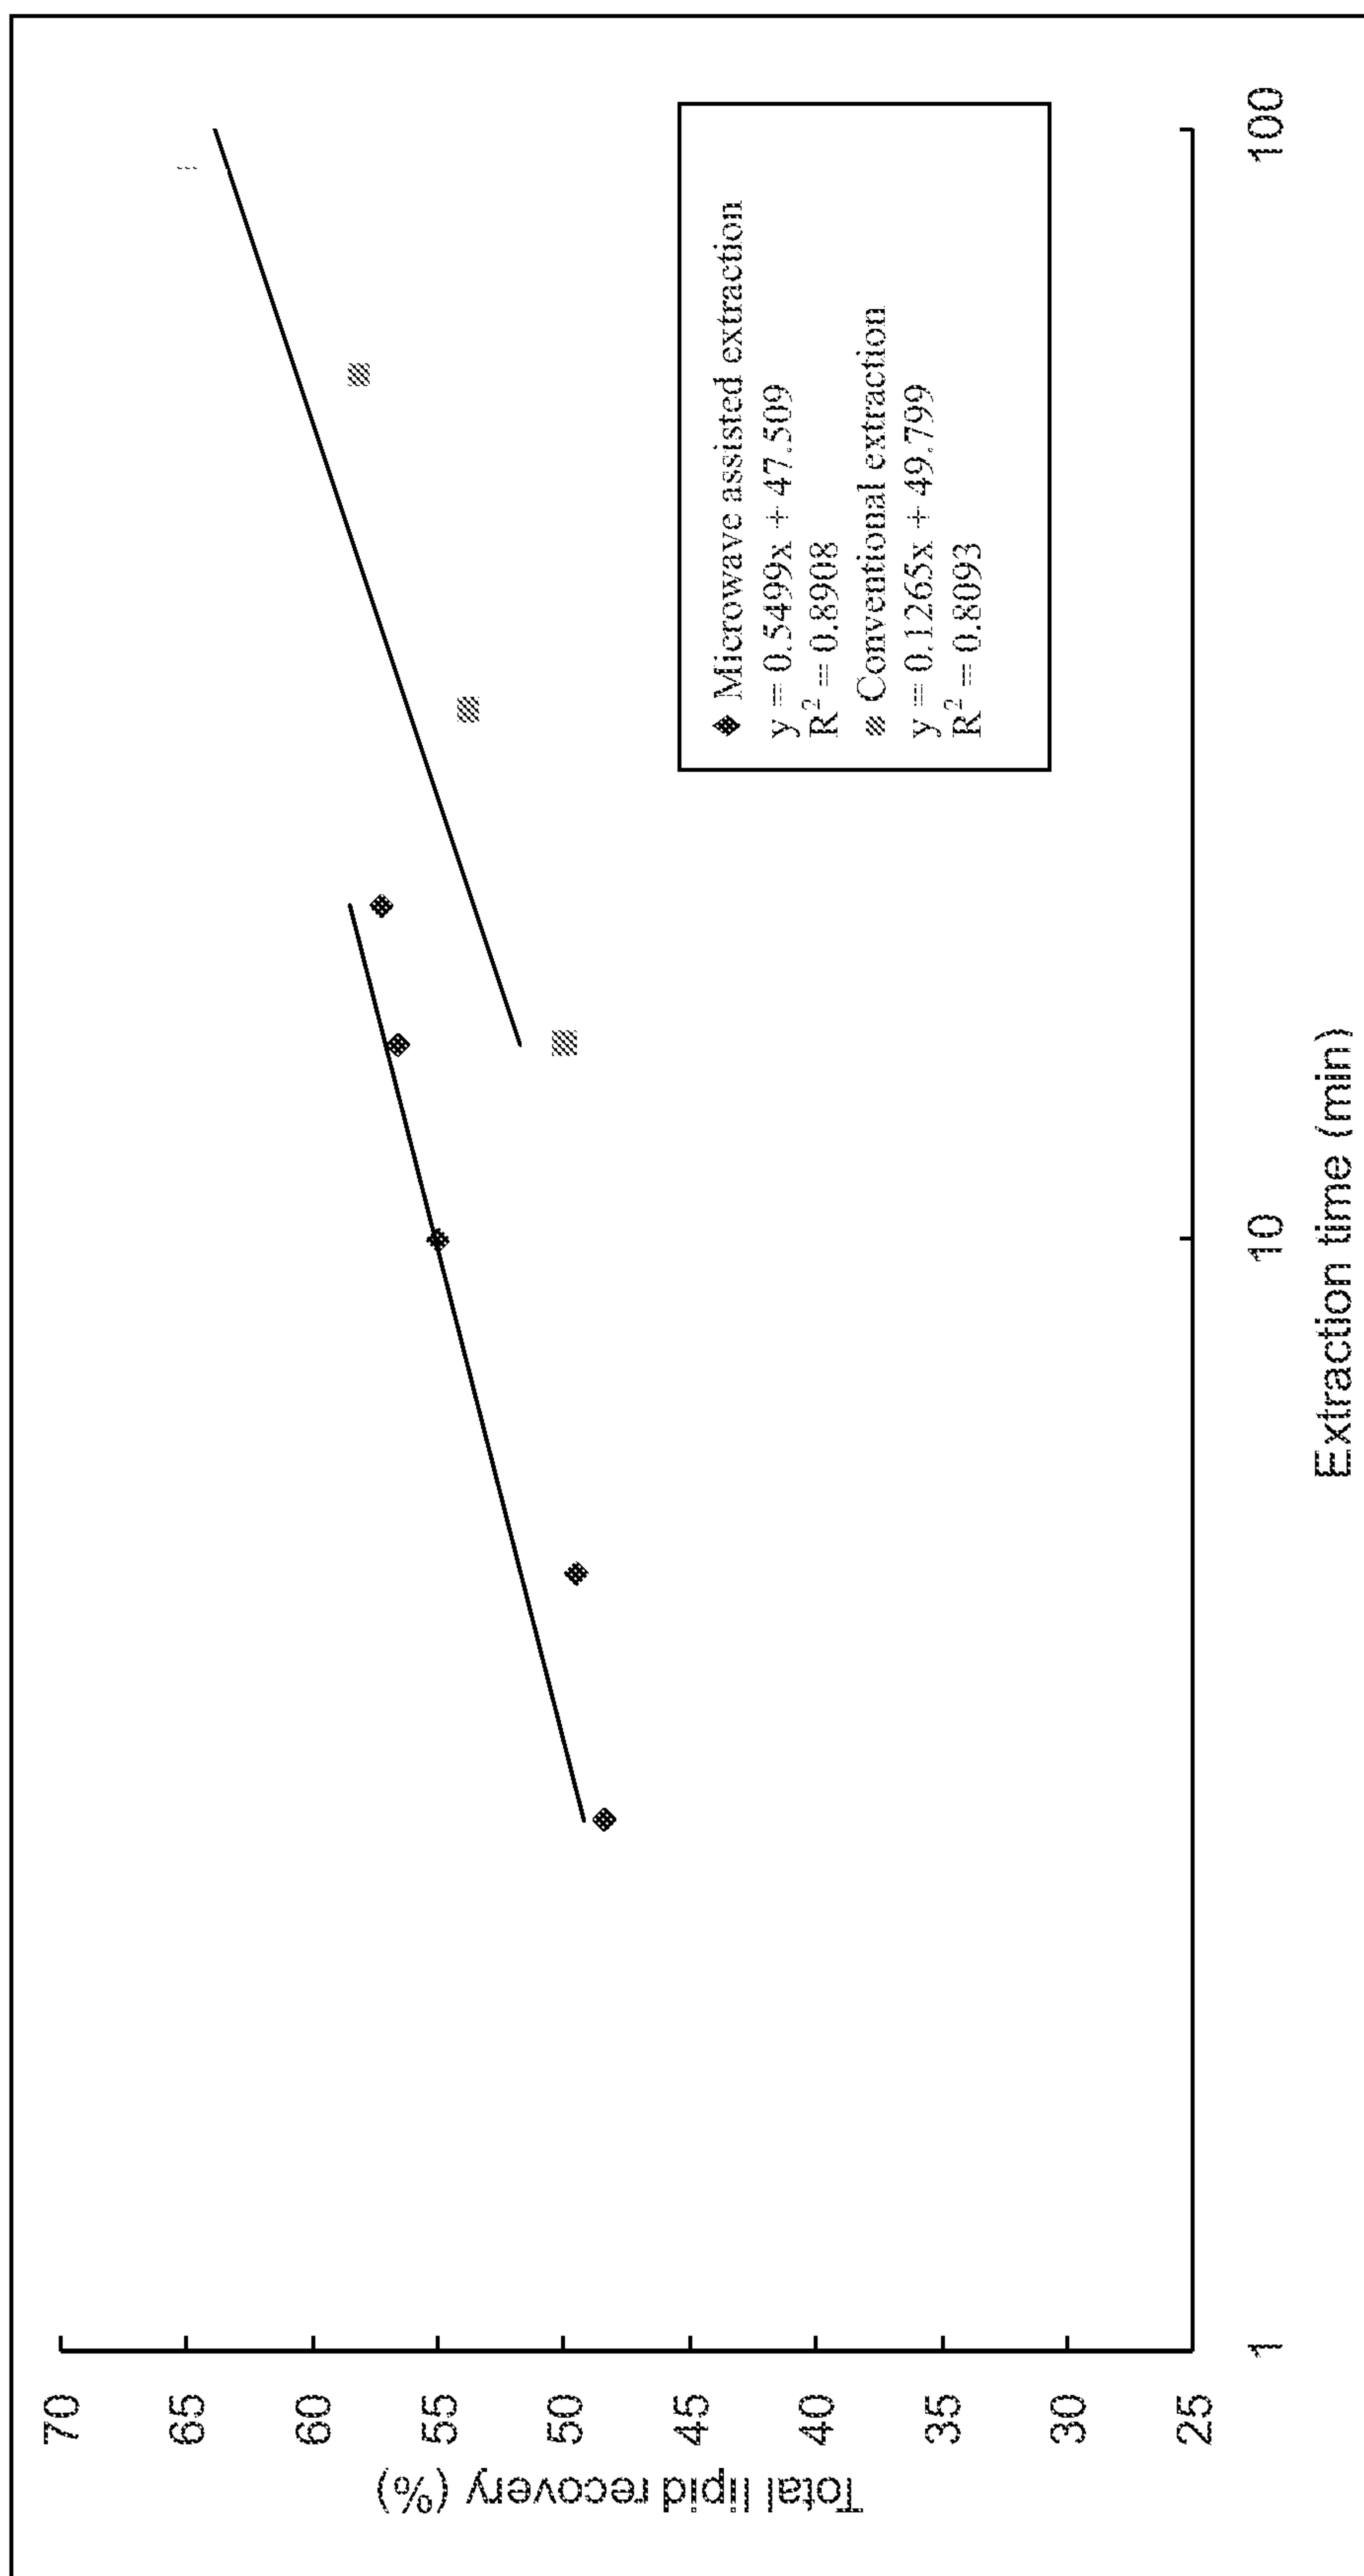 Total lipid recovery (%)
70
65
60
55
50
45
40
35
30
25
1
10
100
Extraction time (min)
Microwave assisted extraction
y = 0.5499x + 47.509
R² = 0.8908
Conventional extraction
y = 0.1265x + 49.799
R² = 0.8093